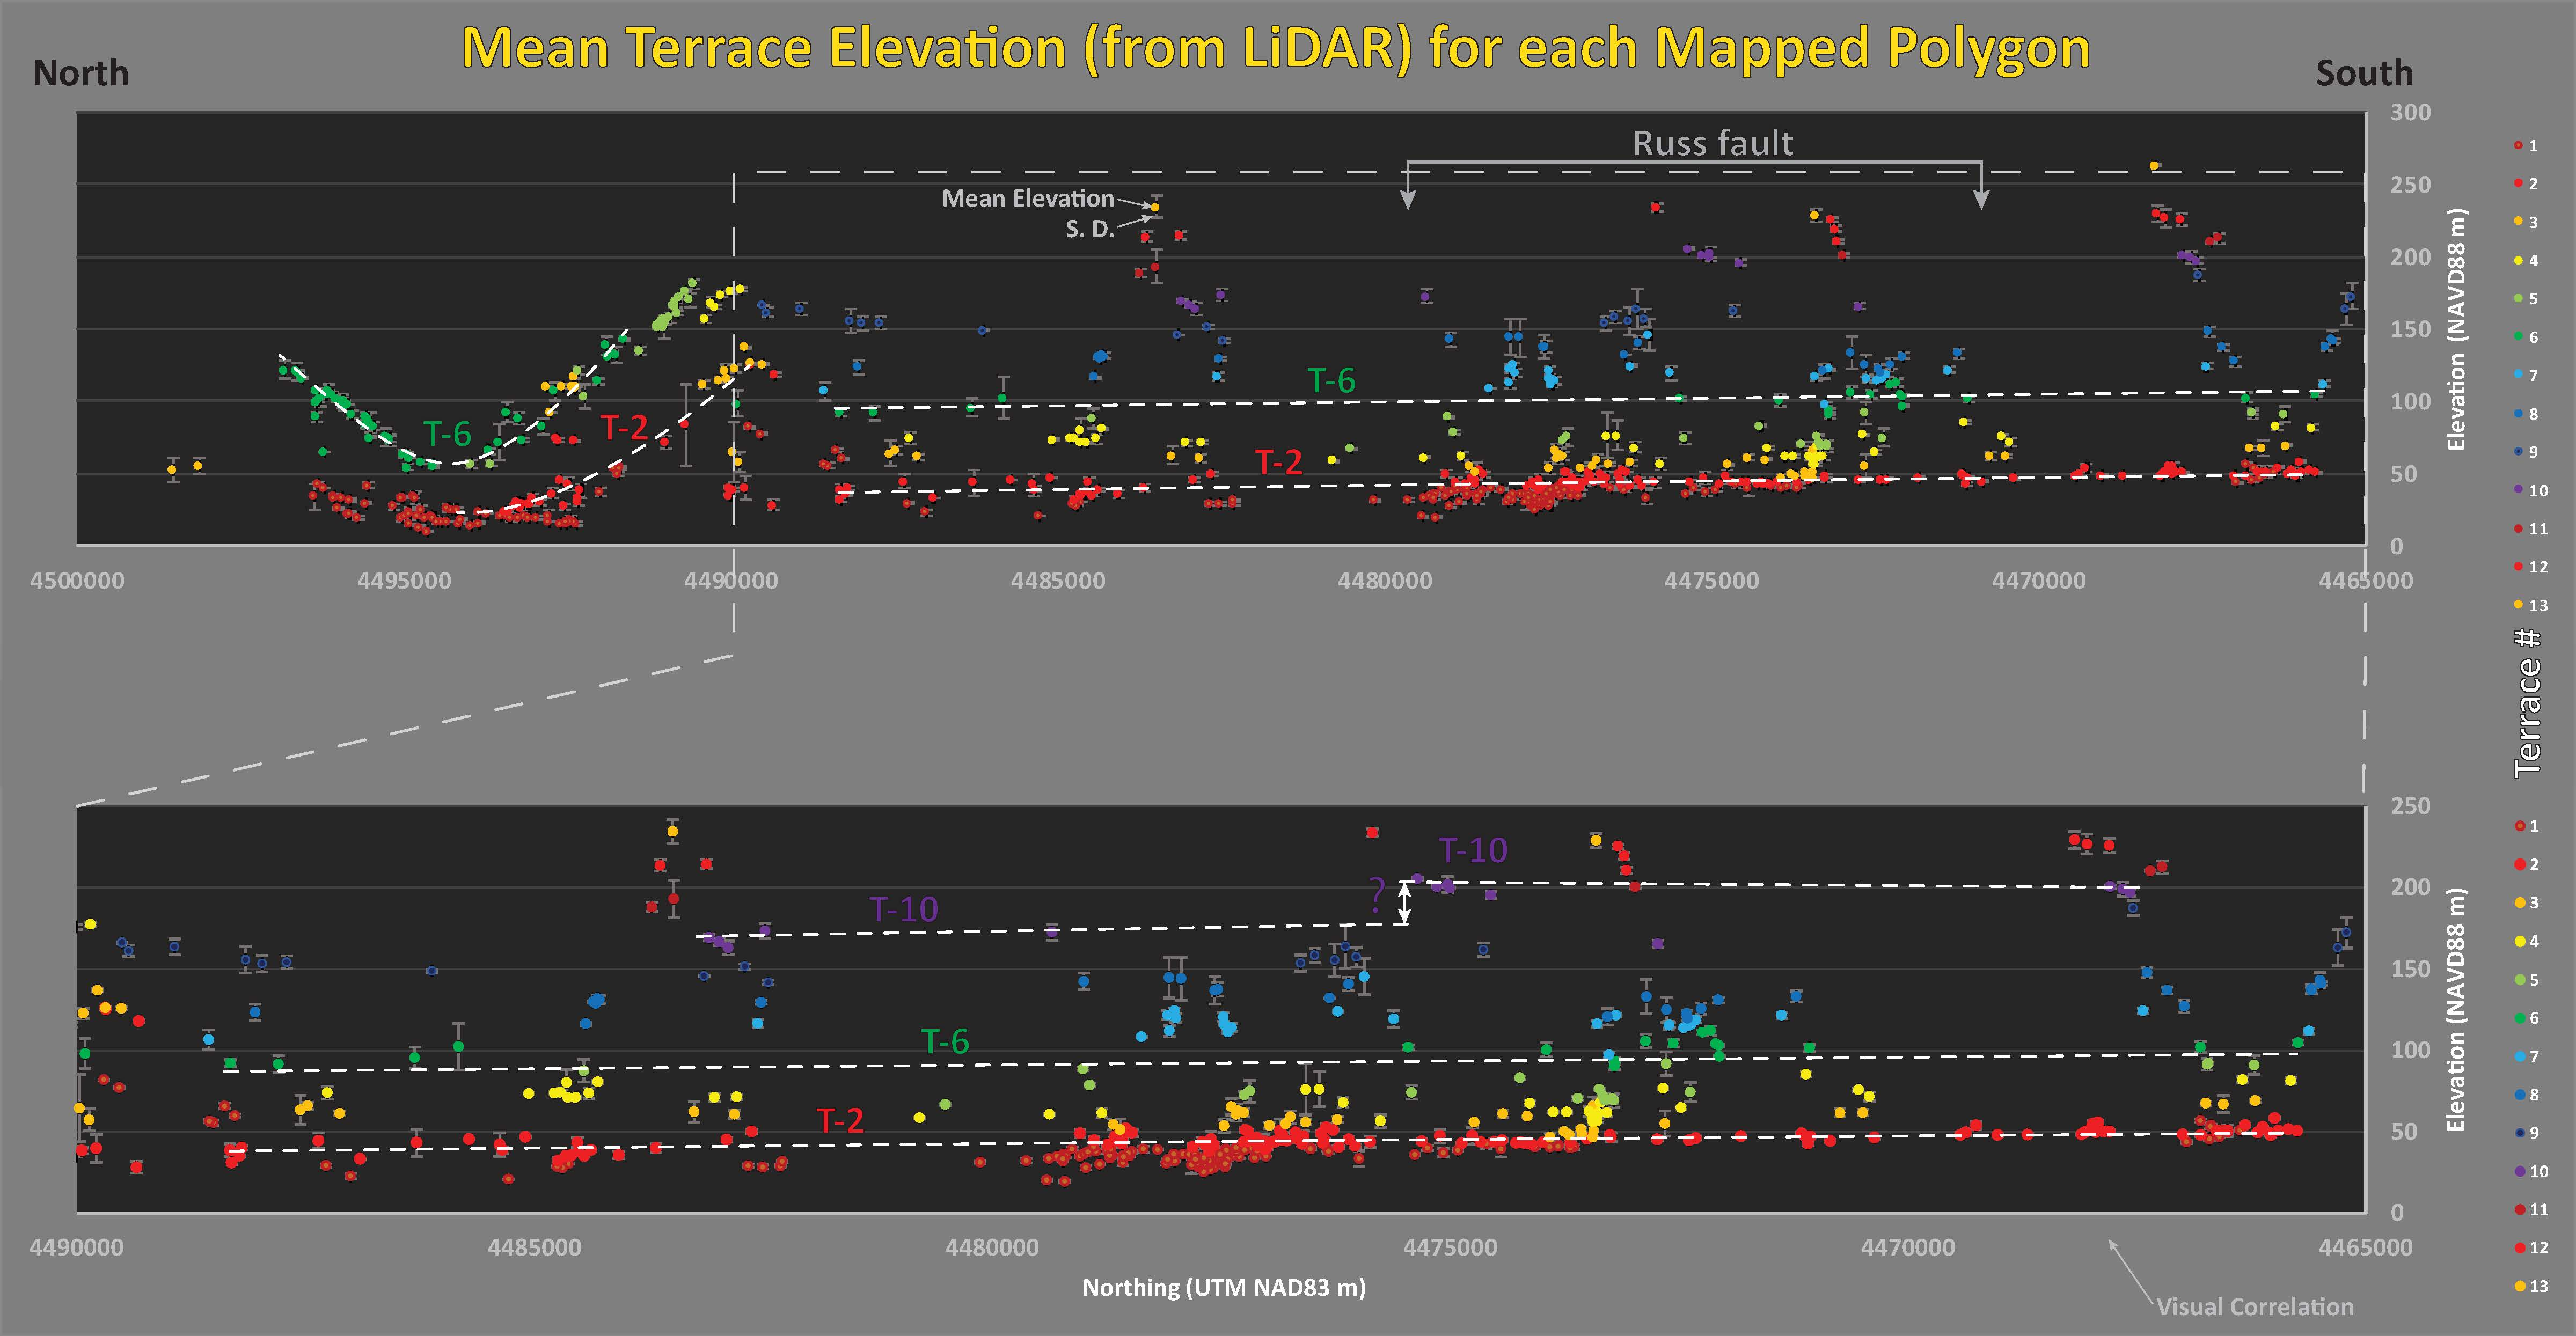 Mean Terrace Elevation (from LiDAR) for each Mapped Polygon
North
South
300
250
200
150
100
50
0
Elevation (NAVD88 m)
Russ fault
Mean Elevation
S. D.
T-6
T-2
T-6
T-2
4500000 4495000 4490000 4485000 4480000 4475000 4470000 4465000
1
2
3
4
5
6
7
8
9
10
11
12
13
Terrace #
250
200
150
100
50
0
Elevation (NAVD88 m)
T-10
T-10
?
T-6
T-2
4490000 4485000 4480000 4475000 4470000 4465000
Northing (UTM NAD83 m)
Visual Correlation
1
2
3
4
5
6
7
8
9
10
11
12
13